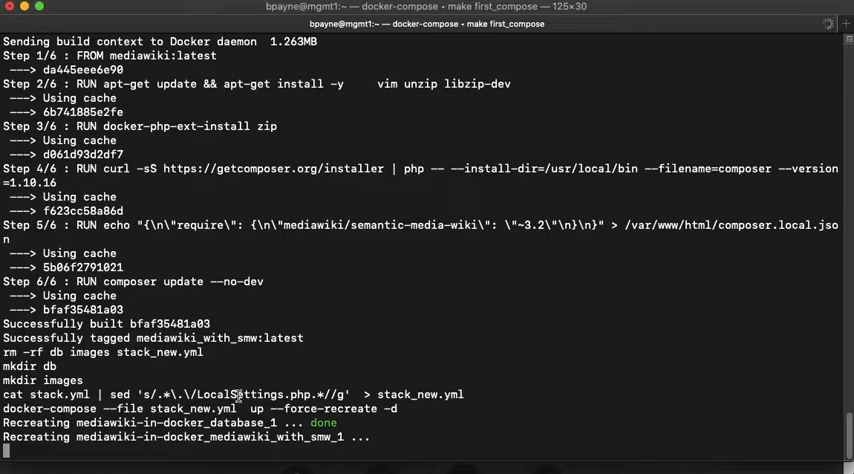 bpayne@mgmt1:~ — docker-compose • make first_compose — 125×30
bpayne@mgmt1:~ — docker-compose • make first_compose
Sending build context to Docker daemon  1.263MB
Step 1/6 : FROM mediawiki:latest
 ---> da445eee6e90
Step 2/6 : RUN apt-get update && apt-get install -y     vim unzip libzip-dev
 ---> Using cache
 ---> 6b741885e2fe
Step 3/6 : RUN docker-php-ext-install zip
 ---> Using cache
 ---> d061d93d2df7
Step 4/6 : RUN curl -sS https://getcomposer.org/installer | php -- --install-dir=/usr/local/bin --filename=composer --version
=1.10.16
 ---> Using cache
 ---> f623cc58a86d
Step 5/6 : RUN echo "{\n\"require\": {\n\"mediawiki/semantic-media-wiki\": \"~3.2\"\n}\n}" > /var/www/html/composer.local.jso
n
 ---> Using cache
 ---> 5b06f2791021
Step 6/6 : RUN composer update --no-dev
 ---> Using cache
 ---> bfaf35481a03
Successfully built bfaf35481a03
Successfully tagged mediawiki_with_smw:latest
rm -rf db images stack_new.yml
mkdir db
mkdir images
cat stack.yml | sed 's/.*\.\/LocalSettings.php.*//g'  > stack_new.yml
docker-compose --file stack_new.yml  up --force-recreate -d
Recreating mediawiki-in-docker_database_1 ... done
Recreating mediawiki-in-docker_mediawiki_with_smw_1 ...